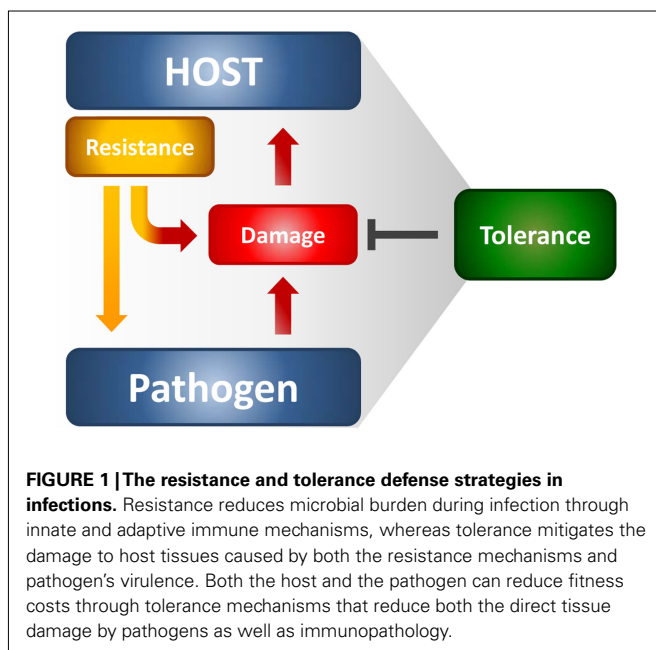 HOST
Resistance
Damage
Tolerance
Pathogen
FIGURE 1 | The resistance and tolerance defense strategies in
infections. Resistance reduces microbial burden during infection through
innate and adaptive immune mechanisms, whereas tolerance mitigates the
damage to host tissues caused by both the resistance mechanisms and
pathogen's virulence. Both the host and the pathogen can reduce fitness
costs through tolerance mechanisms that reduce both the direct tissue
damage by pathogens as well as immunopathology.